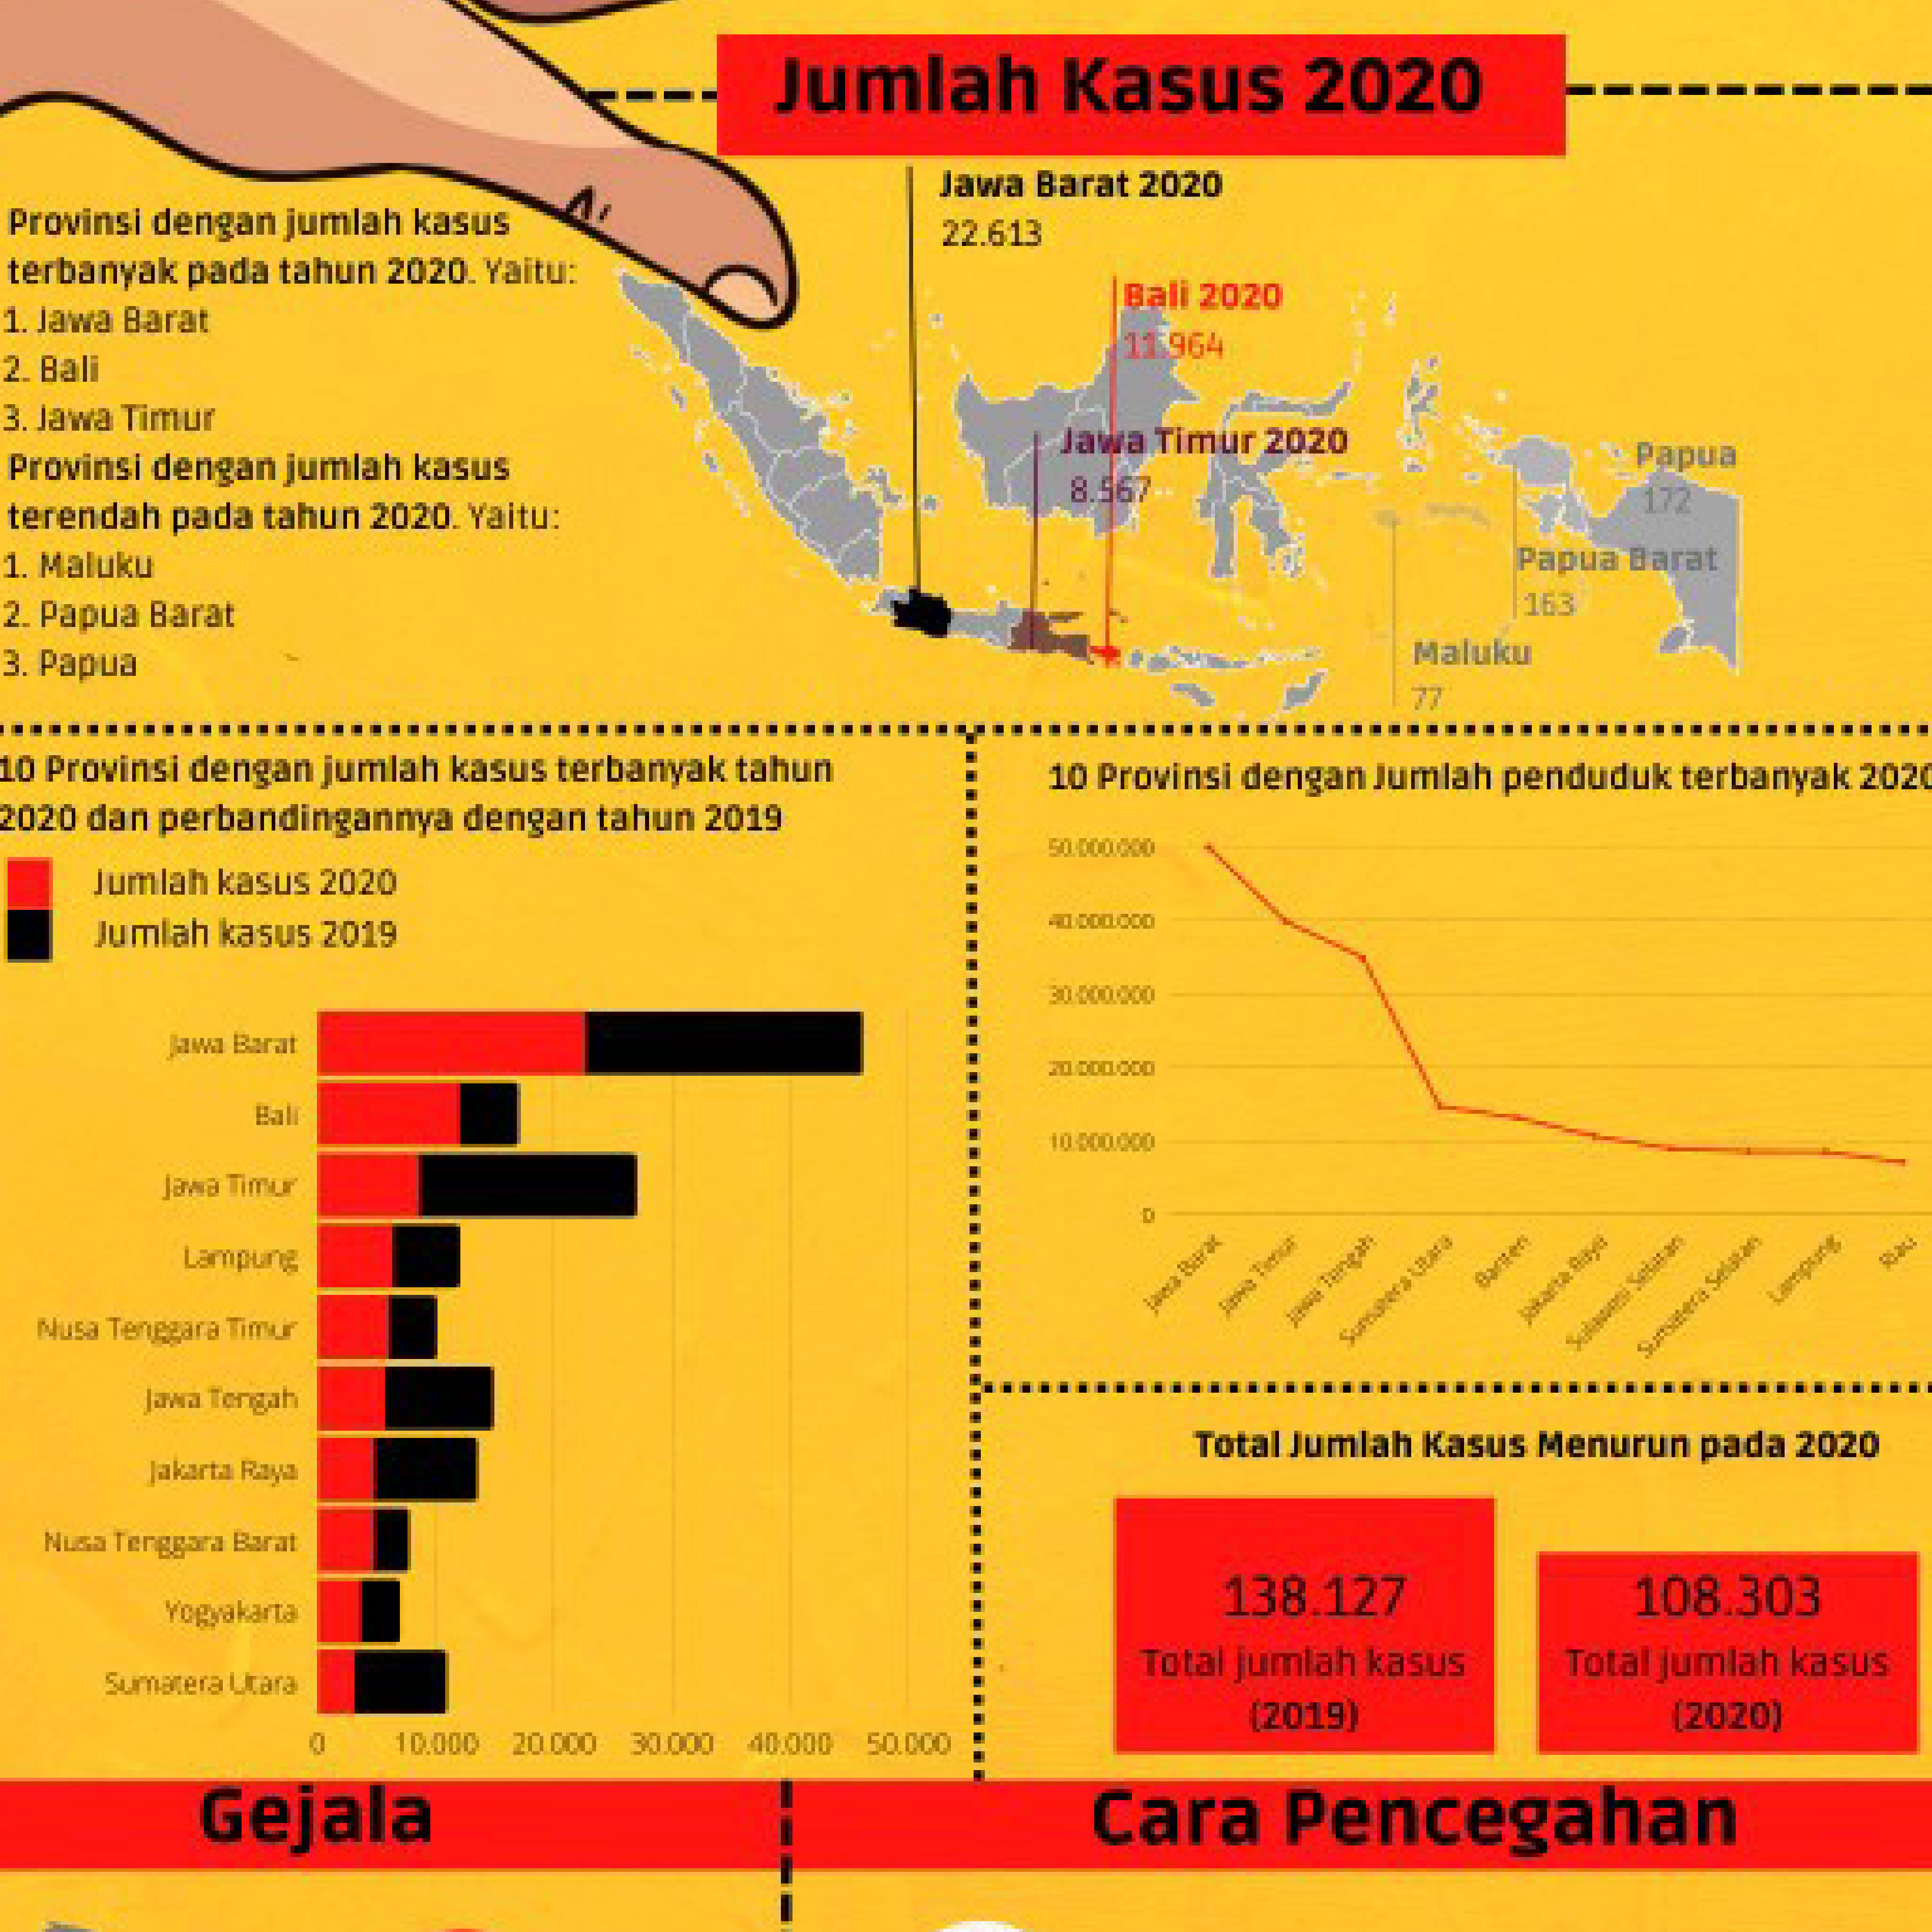 Jumlah Kasus 2020
Provinsi dengan jumlah kasus
terbanyak pada tahun 2020. Yaitu:
1. Jawa Barat
2. Bali
3. Jawa Timur
Provinsi dengan jumlah kasus
terendah pada tahun 2020. Yaitu:
1. Maluku
2. Papua Barat
3. Papua
Jawa Barat 2020
22.613
Bali 2020
11.964
Jawa Timur 2020
8.567
Papua
172
Papua Barat
163
Maluku
77
10 Provinsi dengan jumlah kasus terbanyak tahun
2020 dan perbandingannya dengan tahun 2019
Jumlah kasus 2020
Jumlah kasus 2019
Jawa Barat
Bali
Jawa Timur
Lampung
Nusa Tenggara Timur
Jawa Tengah
Jakarta Raya
Nusa Tenggara Barat
Yogyakarta
Sumatera Utara
0 10.000 20.000 30.000 40.000 50.000
10 Provinsi dengan Jumlah penduduk terbanyak 2020
50.000.000
40.000.000
30.000.000
20.000.000
10.000.000
0
Jawa Barat
Jawa Timur
Jawa Tengah
Sumatera Utara
Banten
Jakarta Raya
Sulawesi Selatan
Sumatera Selatan
Lampung
Riau
Total Jumlah Kasus Menurun pada 2020
138.127
Total jumlah kasus
(2019)
108.303
Total jumlah kasus
(2020)
Gejala
Cara Pencegahan